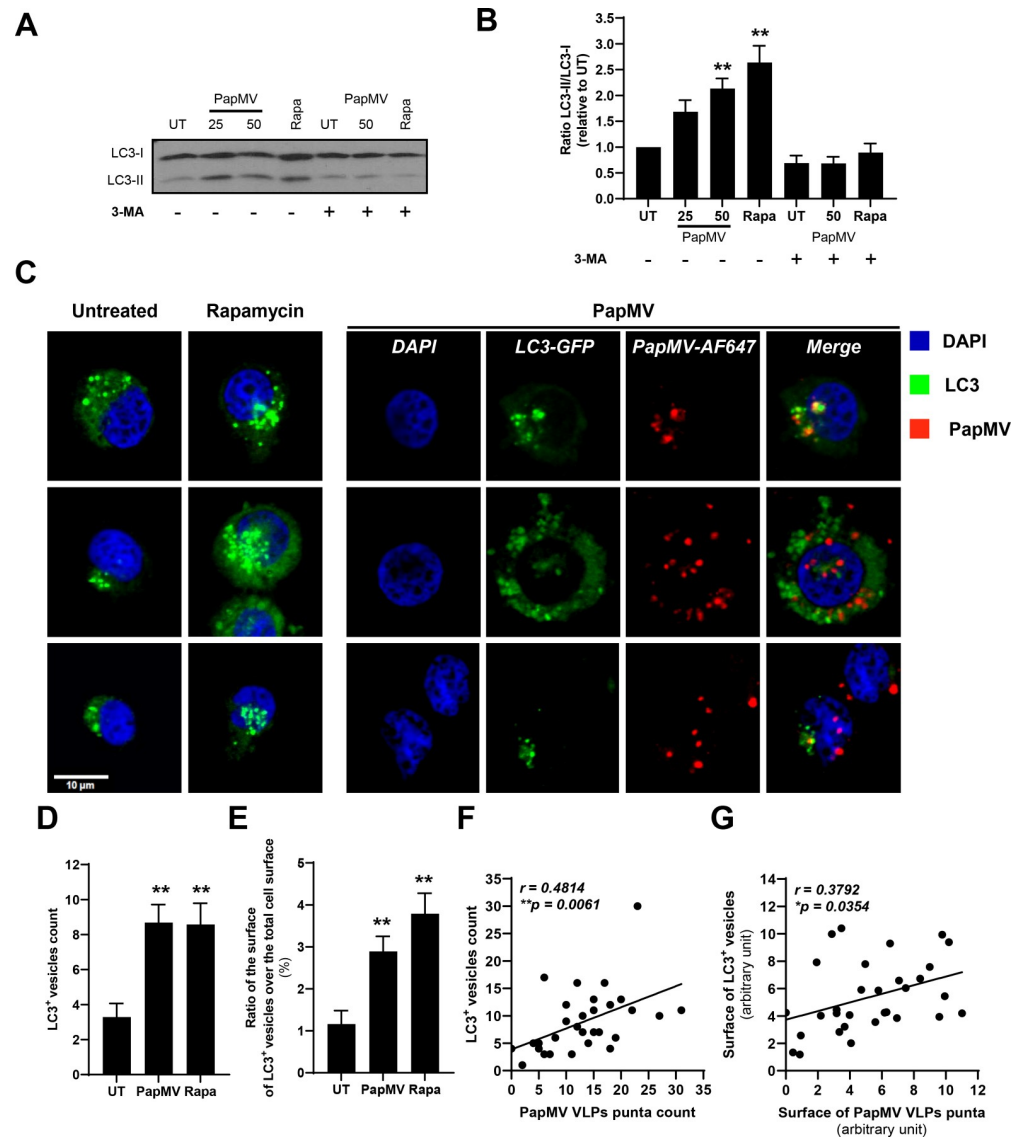 A
PapMV PapMV
UT 25 50 Rapa UT 50 Rapa
LC3-I
LC3-II
3-MA - - - - + + +
B
Ratio LC3-II/LC3-I
(relative to UT)
3.5
3.0
2.5
2.0
1.5
1.0
0.5
0.0
** **
UT 25 50 Rapa UT 50 Rapa
PapMV PapMV
3-MA - - - - + + +
C
Untreated Rapamycin PapMV
DAPI LC3-GFP PapMV-AF647 Merge
DAPI
LC3
PapMV
10 µm
D
LC3+ vesicles count
12
10
8
6
4
2
0
** **
UT PapMV Rapa
E
Ratio of the surface
of LC3+ vesicles over the total cell surface
(%)
5
4
3
2
1
0
** **
UT PapMV Rapa
F
LC3+ vesicles count
35
30
25
20
15
10
5
0
r = 0.4814
**p = 0.0061
0 5 10 15 20 25 30 35
PapMV VLPs punta count
G
Surface of LC3+ vesicles
(arbitrary unit)
14
12
10
8
6
4
2
0
r = 0.3792
*p = 0.0354
0 2 4 6 8 10 12
Surface of PapMV VLPs punta
(arbitrary unit)